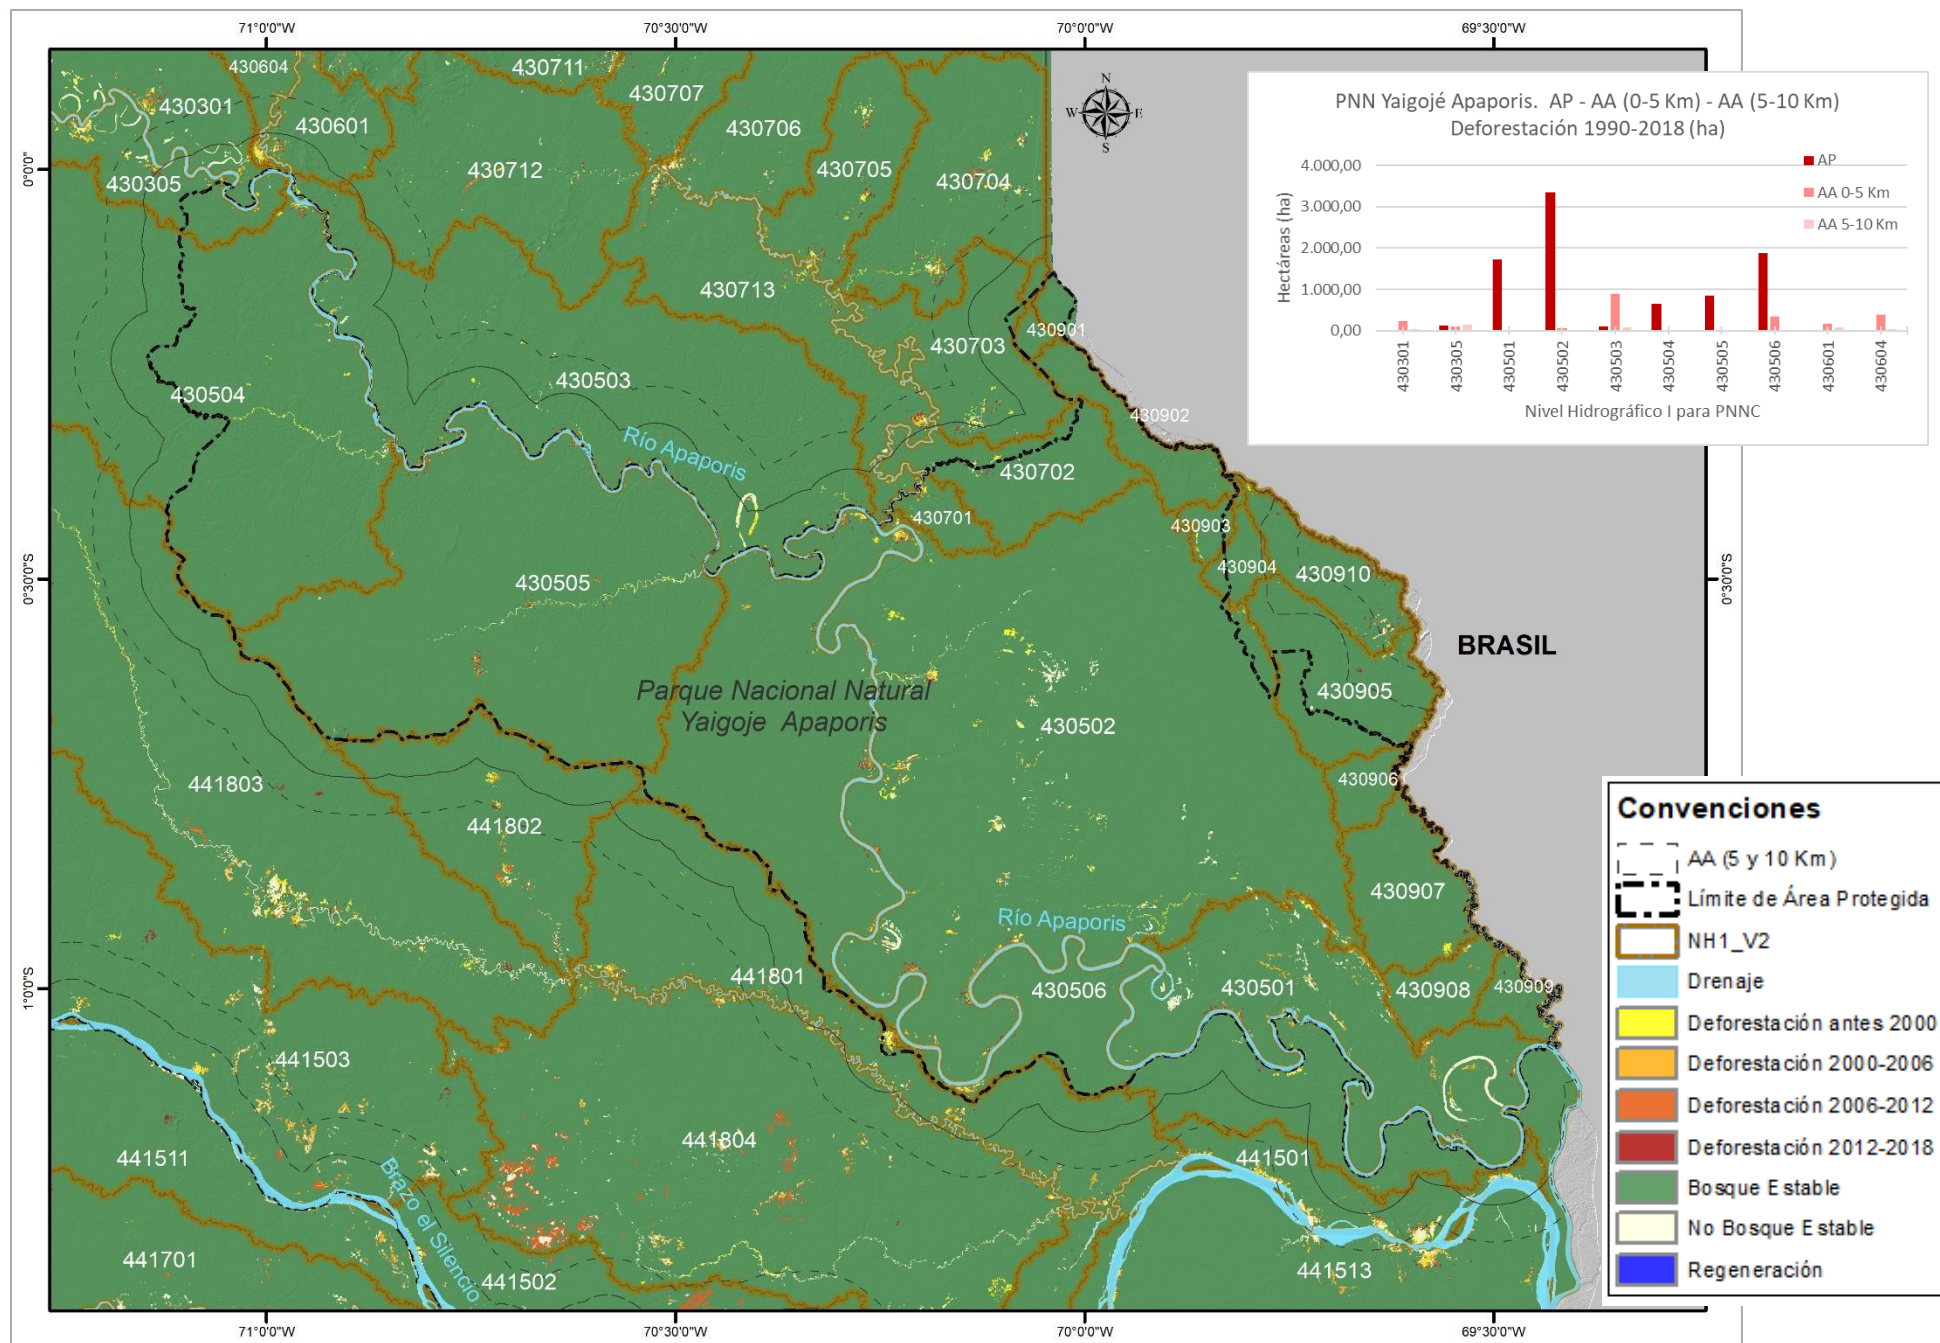 71°0'0"W
70°30'0"W
70°0'0"W
69°30'0"W
0°0'0"
0°30'0"S
1°0'0"S
0°30'0"S
71°0'0"W
70°30'0"W
70°0'0"W
69°30'0"W
N
W
E
S
430604
430711
430707
430301
430601
430706
430305
430712
430705
430704
430713
430901
430703
430504
430503
430902
Río Apaporis
430702
430701
430903
430904
430910
430505
BRASIL
Parque Nacional Natural
Yaigoje Apaporis
430905
430502
430906
441803
441802
430907
Río Apaporis
441801
430506
430501
430908
430909
441503
441804
441511
441501
Brazo el Silencio
441701
441502
441513
PNN Yaigojé Apaporis. AP - AA (0-5 Km) - AA (5-10 Km)
Deforestación 1990-2018 (ha)
Hectáreas (ha)
4.000,00
3.000,00
2.000,00
1.000,00
0,00
AP
AA 0-5 Km
AA 5-10 Km
430301
430305
430501
430502
430503
430504
430505
430506
430601
430604
Nivel Hidrográfico I para PNNC
Convenciones
AA (5 y 10 Km)
Límite de Área Protegida
NH1_V2
Drenaje
Deforestación antes 2000
Deforestación 2000-2006
Deforestación 2006-2012
Deforestación 2012-2018
Bosque Estable
No Bosque Estable
Regeneración